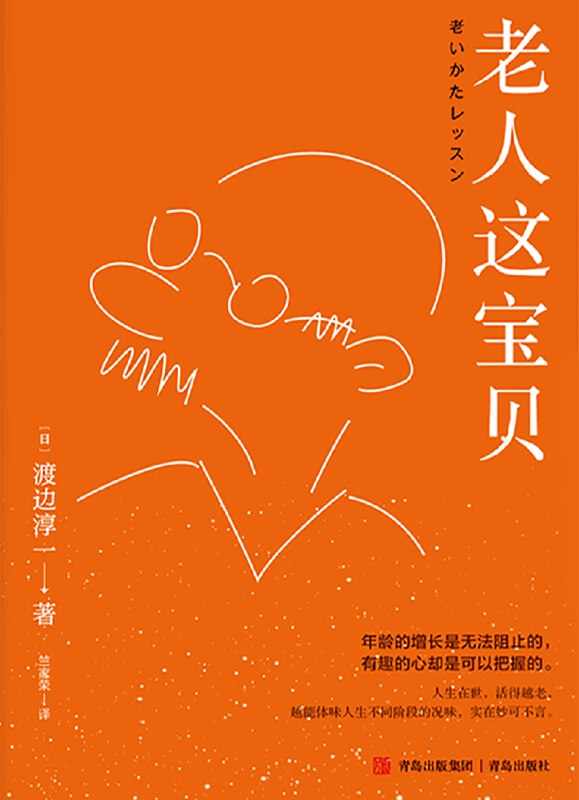 老人这宝贝
老いかたレッスン
[日]渡边淳一 著
竺家荣 译
年龄的增长是无法阻止的，
有趣的心却是可以把握的。
人生在世，活得越老、
越能体味人生不同阶段的况味，实在妙可不言。
青岛出版集团｜青岛出版社